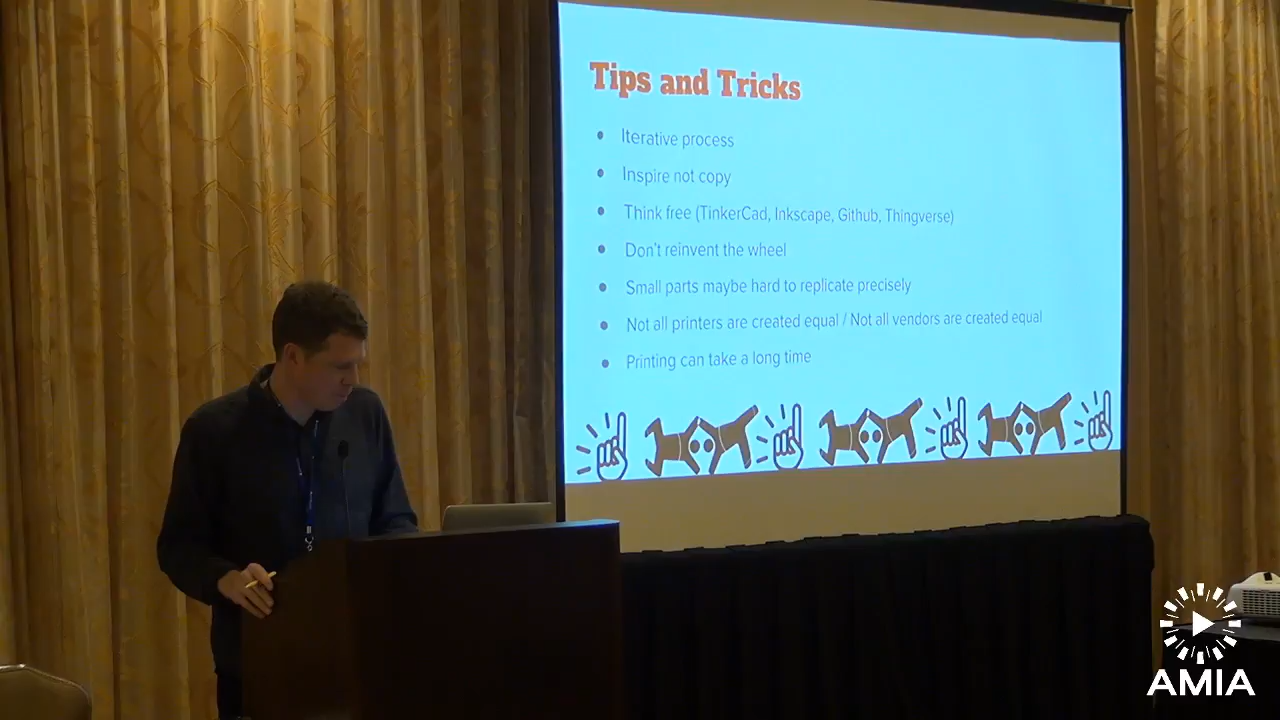 Tips and Tricks
• Iterative process
• Inspire not copy
• Think free (TinkerCad, Inkscape, Github, Thingverse)
• Don't reinvent the wheel
• Small parts maybe hard to replicate precisely
• Not all printers are created equal / Not all vendors are created equal
• Printing can take a long time
AMIA